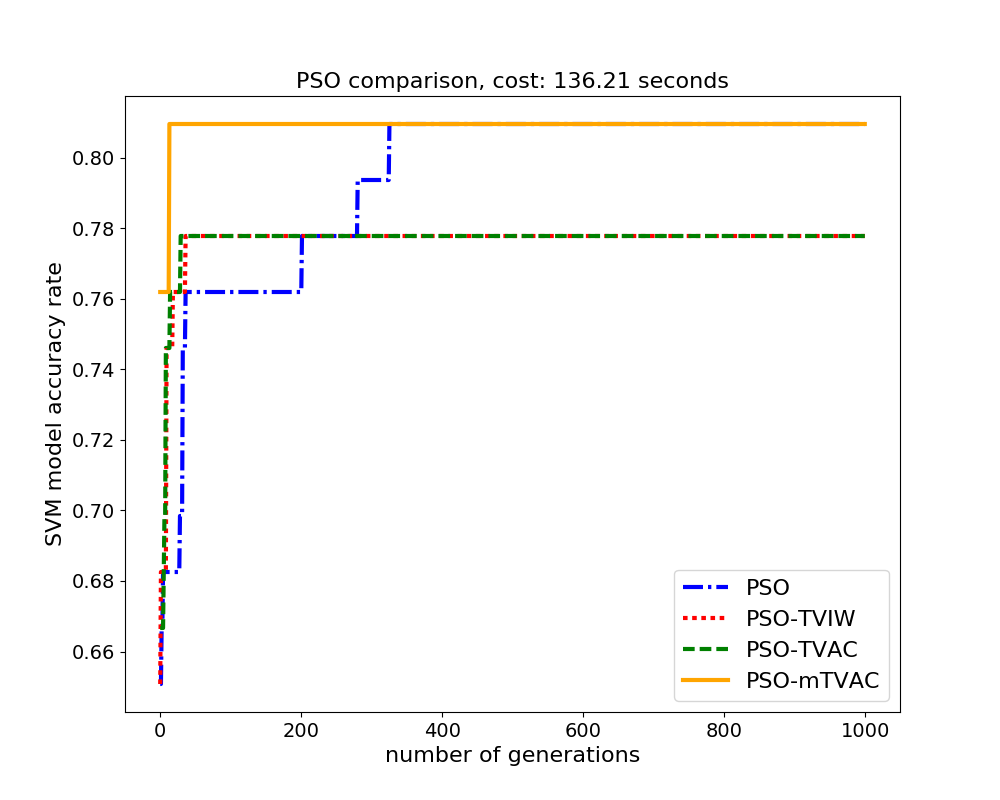 PSO comparison, cost: 136.21 seconds
SVM model accuracy rate
0.80
0.78
0.76
0.74
0.72
0.70
0.68
0.66
0 200 400 600 800 1000
number of generations
PSO
PSO-TVIW
PSO-TVAC
PSO-mTVAC